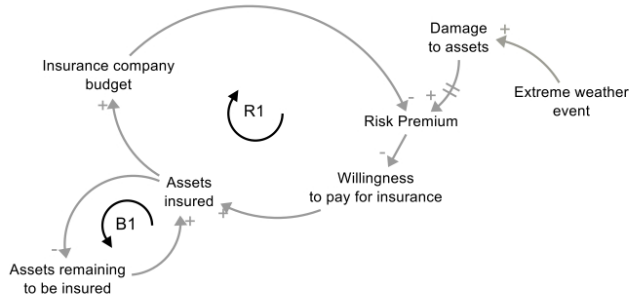 Damage
to assets
+
Insurance company
budget
+
Extreme weather
event
R1
-
+
Risk Premium
-
Willingness
to pay for insurance
Assets
insured
+
+
B1
-
Assets remaining
to be insured